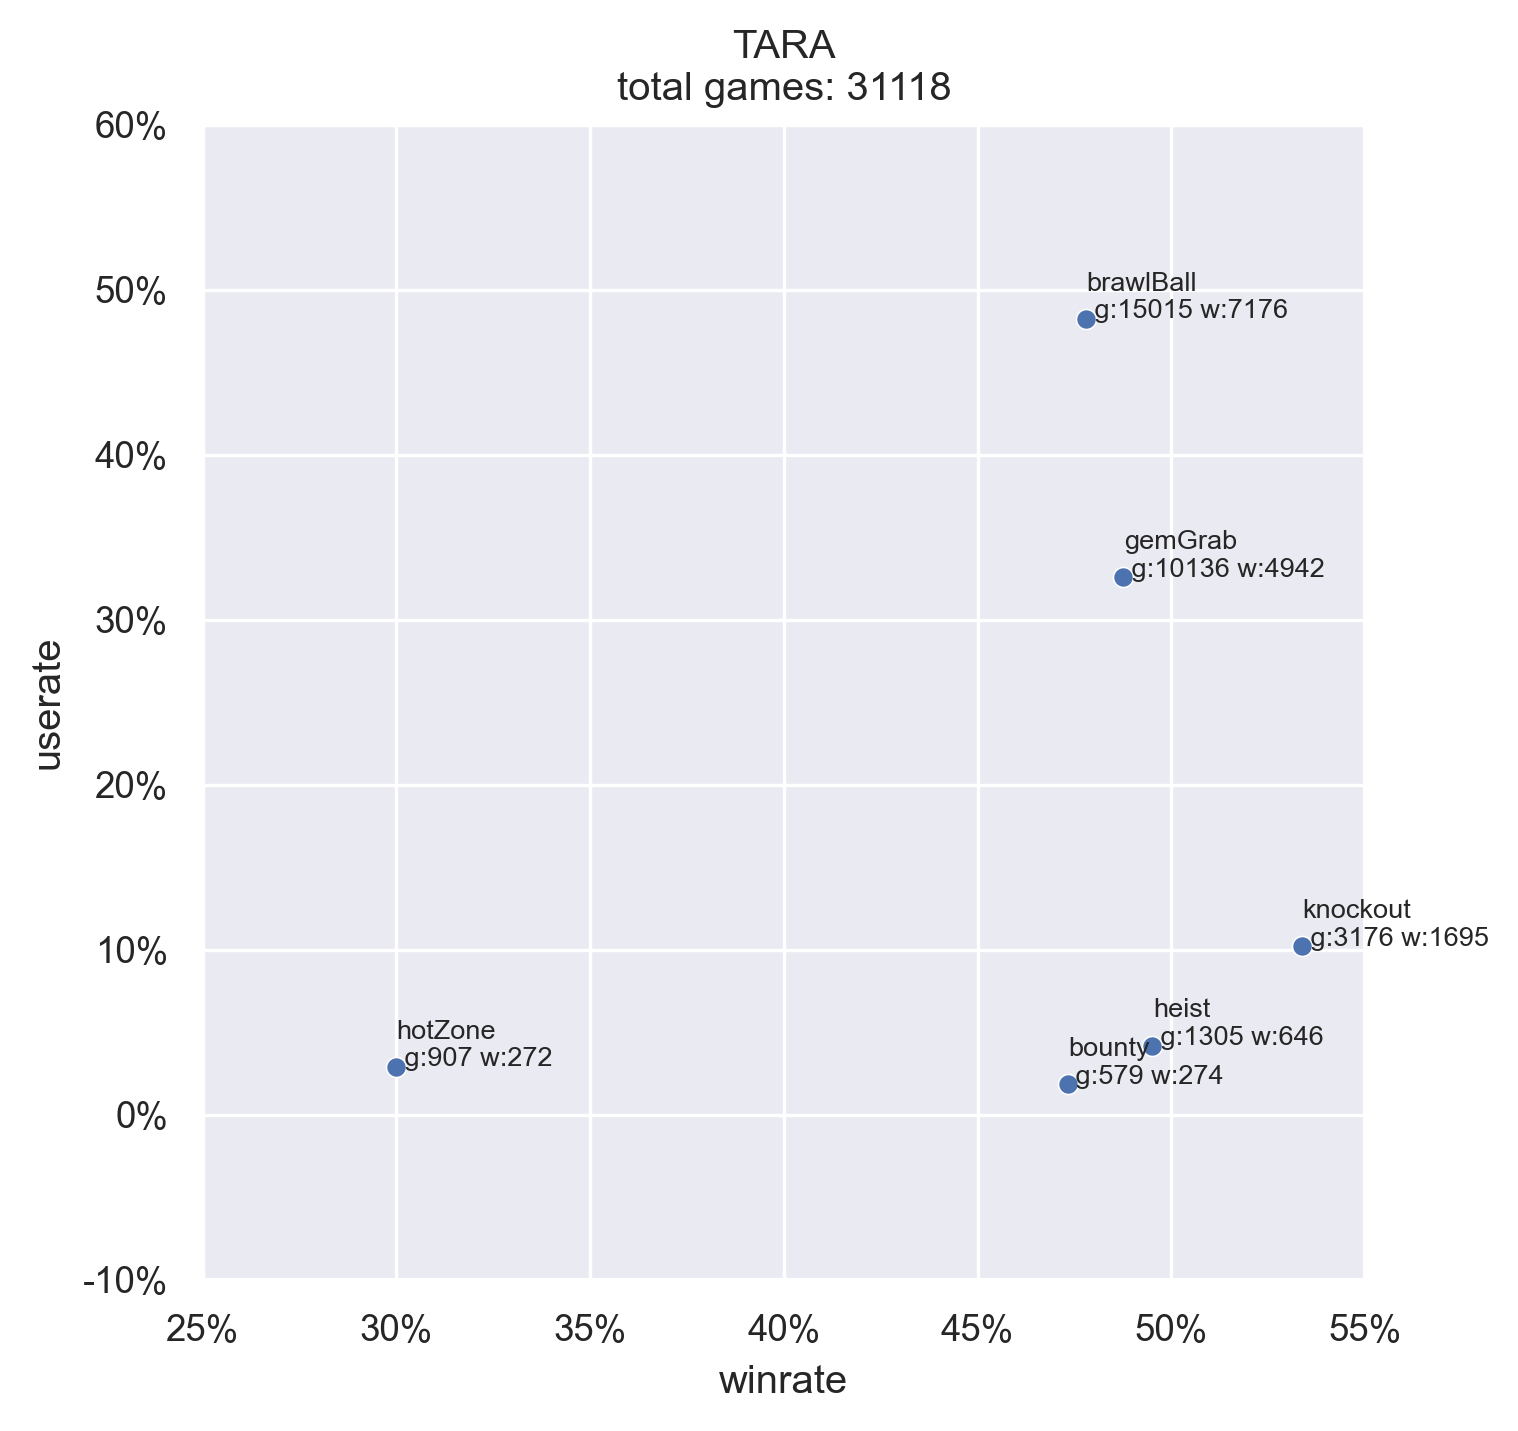 TARA
total games: 31118
60%
50%
40%
30%
20%
10%
0%
-10%
userate
brawlBall
g:15015 w:7176
gemGrab
g:10136 w:4942
knockout
g:3176 w:1695
heist
g:1305 w:646
hotZone
g:907 w:272
bounty
g:579 w:274
25% 30% 35% 40% 45% 50% 55%
winrate